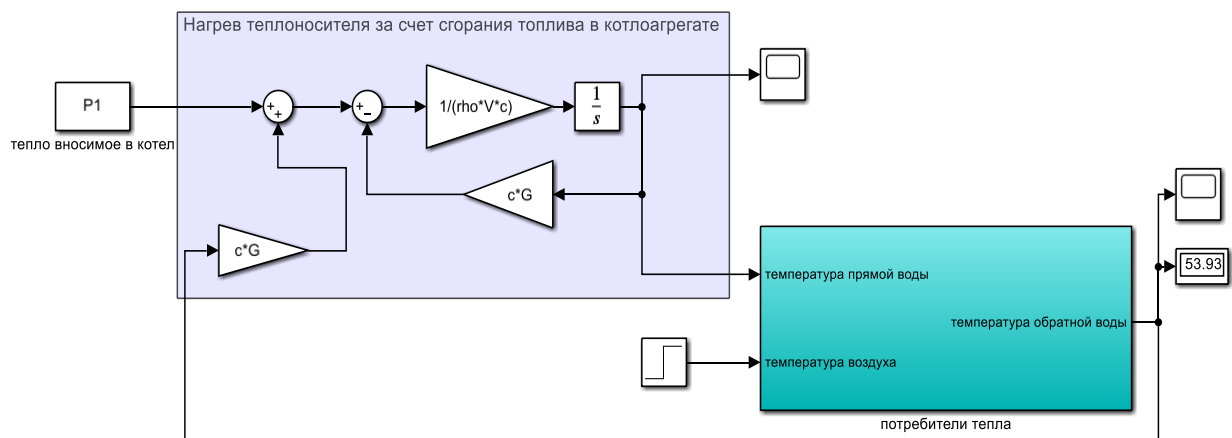 Нагрев теплоносителя за счет сгорания топлива в котлоагрегате
P1
тепло вносимое в котел
+
+
+
−
1/(rho*V*c)
1
s
c*G
c*G
53.93
температура прямой воды
температура обратной воды
температура воздуха
потребители тепла